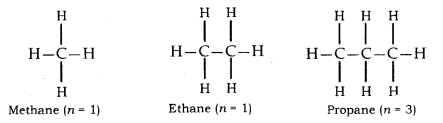 H
H H
H H H
H–C–H
H–C–C–H
H–C–C–C–H
H
H H
H H H
Methane (n = 1)
Ethane (n = 1)
Propane (n = 3)